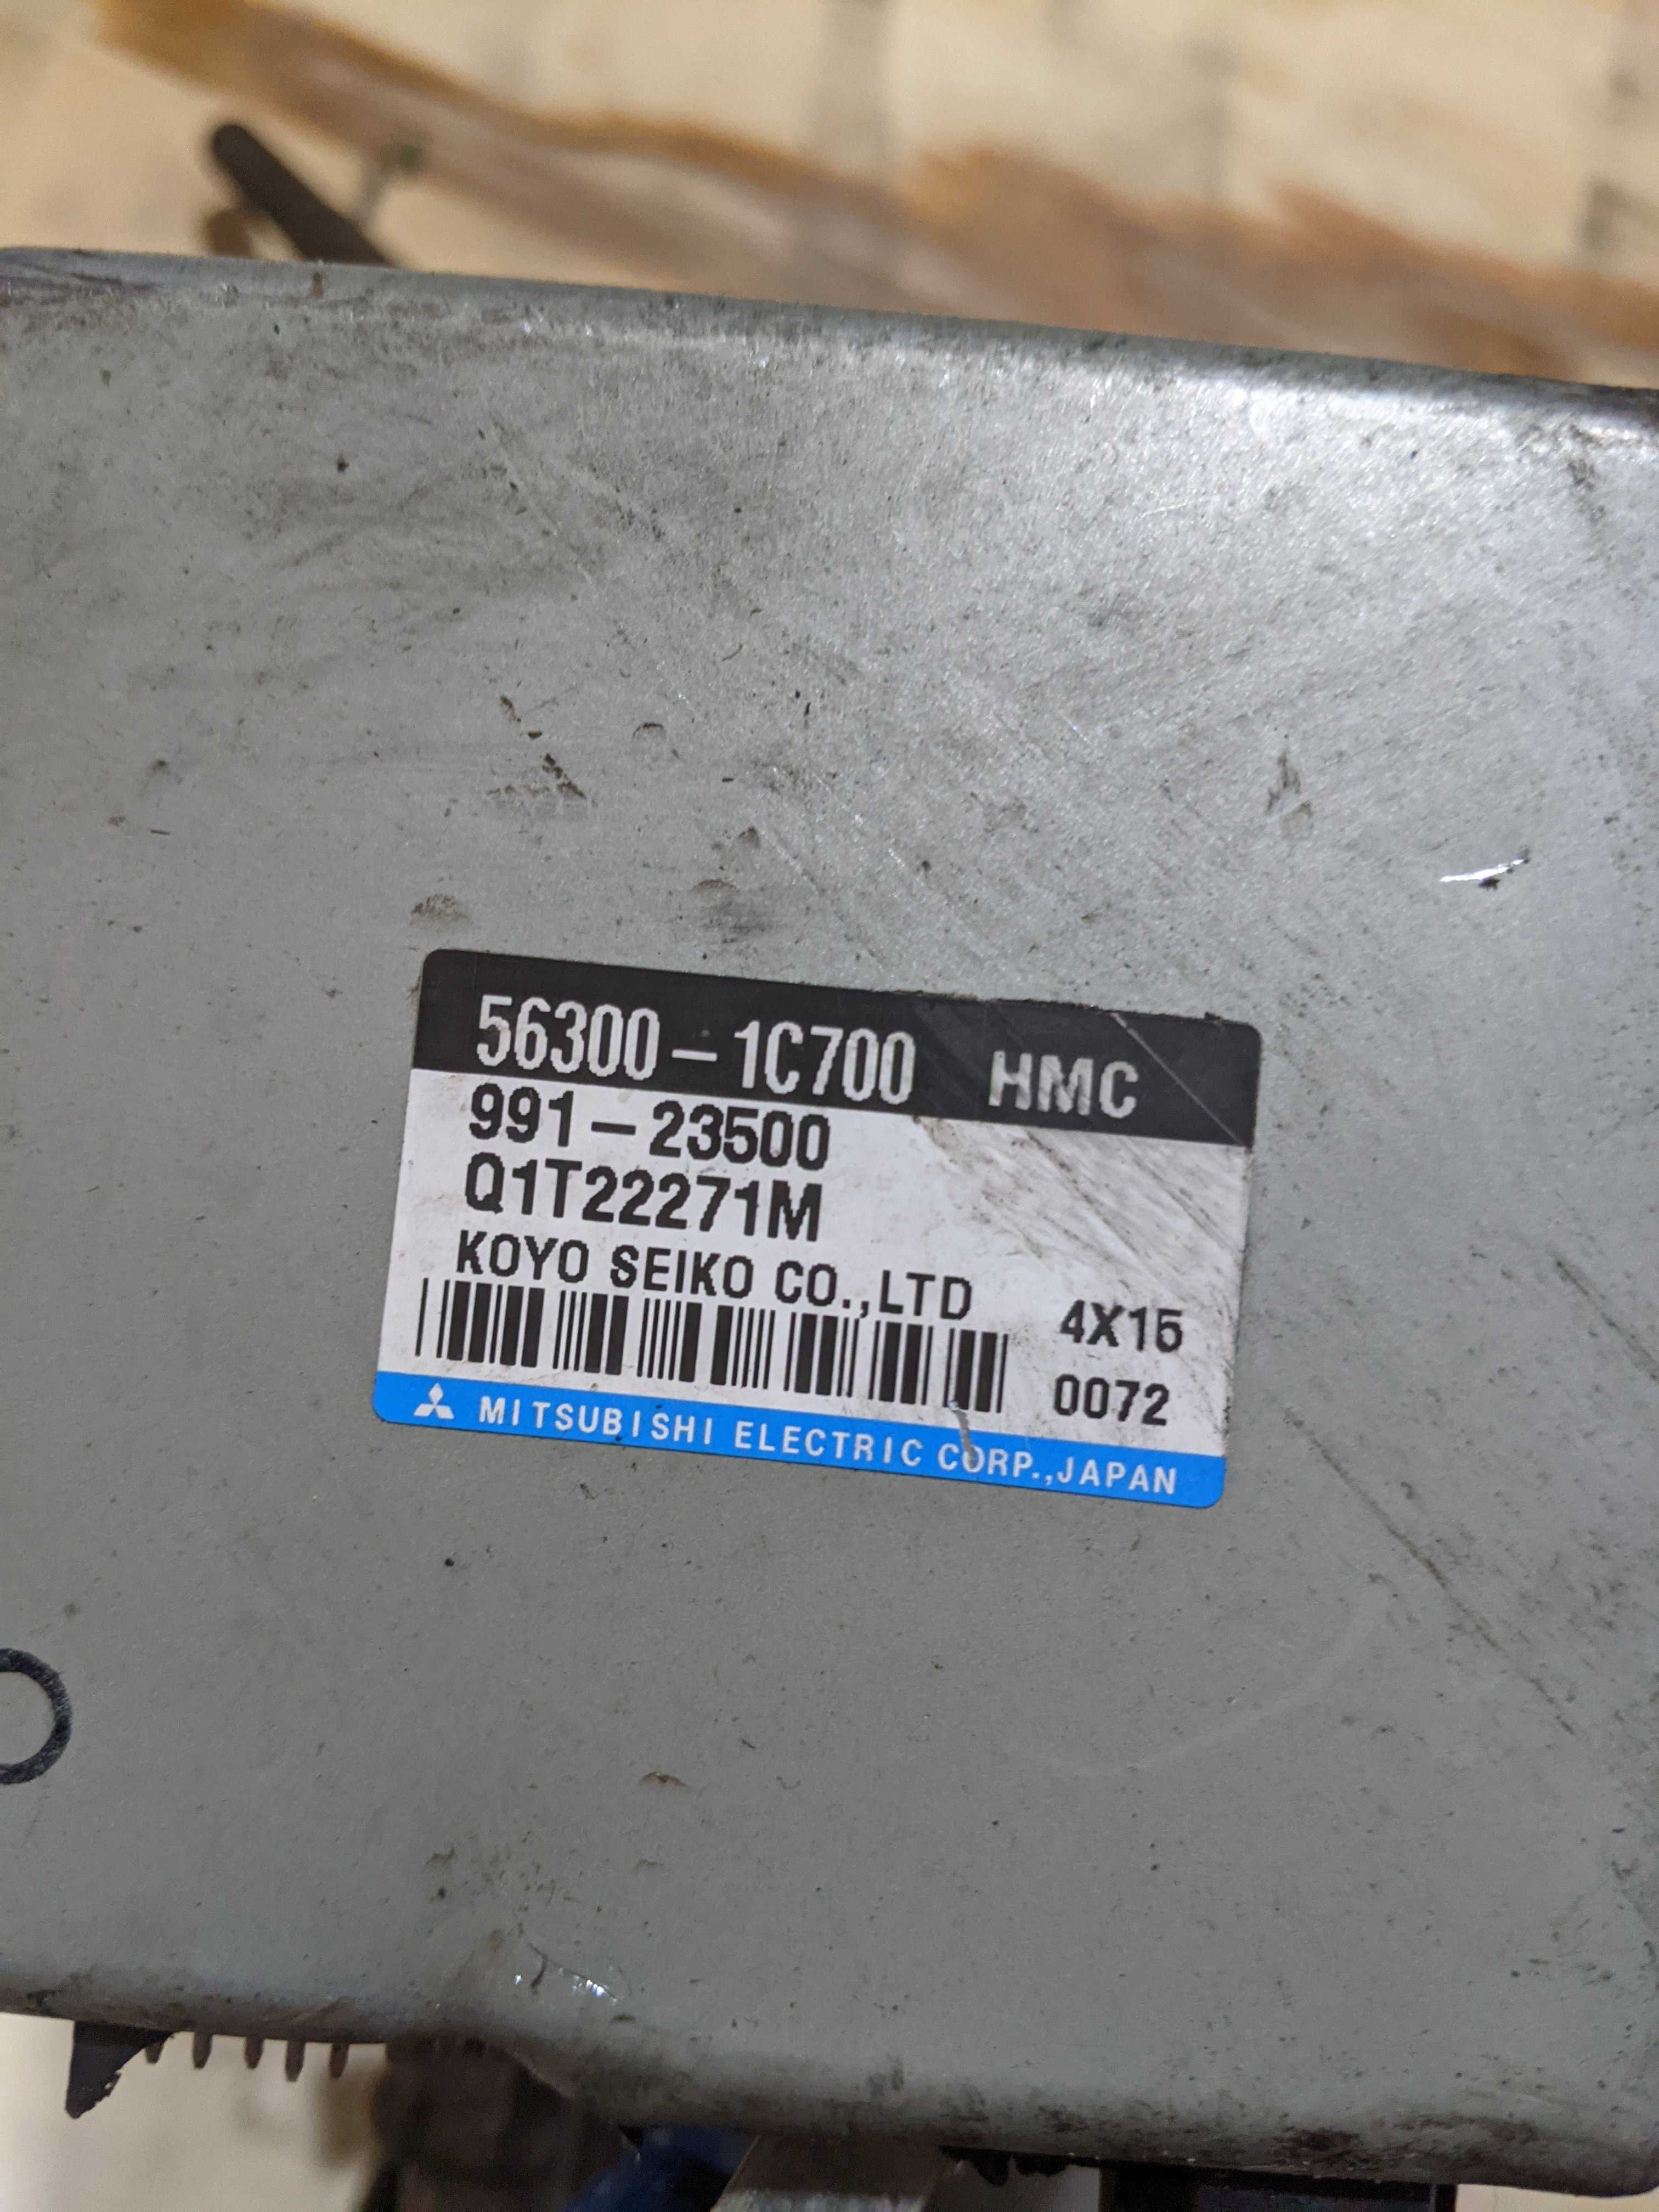 56300-1C700 HMC
991-23500
Q1T22271M
KOYO SEIKO CO.,LTD
4X15
0072
MITSUBISHI ELECTRIC CORP.,JAPAN